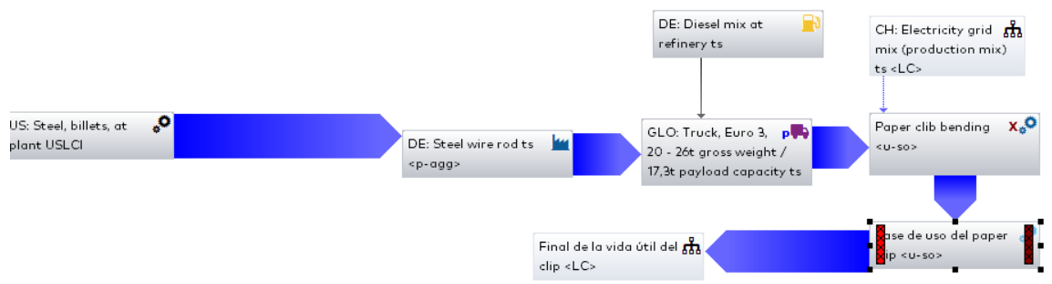 DE: Diesel mix at
refinery ts
CH: Electricity grid
mix (production mix)
ts <LC>
US: Steel, billets, at
plant USLCI
DE: Steel wire rod ts
<p-agg>
GLO: Truck, Euro 3,
20 - 26t gross weight /
17,3t payload capacity ts
p
Paper clib bending
<u-so>
X
ase de uso del paper
ip <u-so>
Final de la vida útil del
clip <LC>